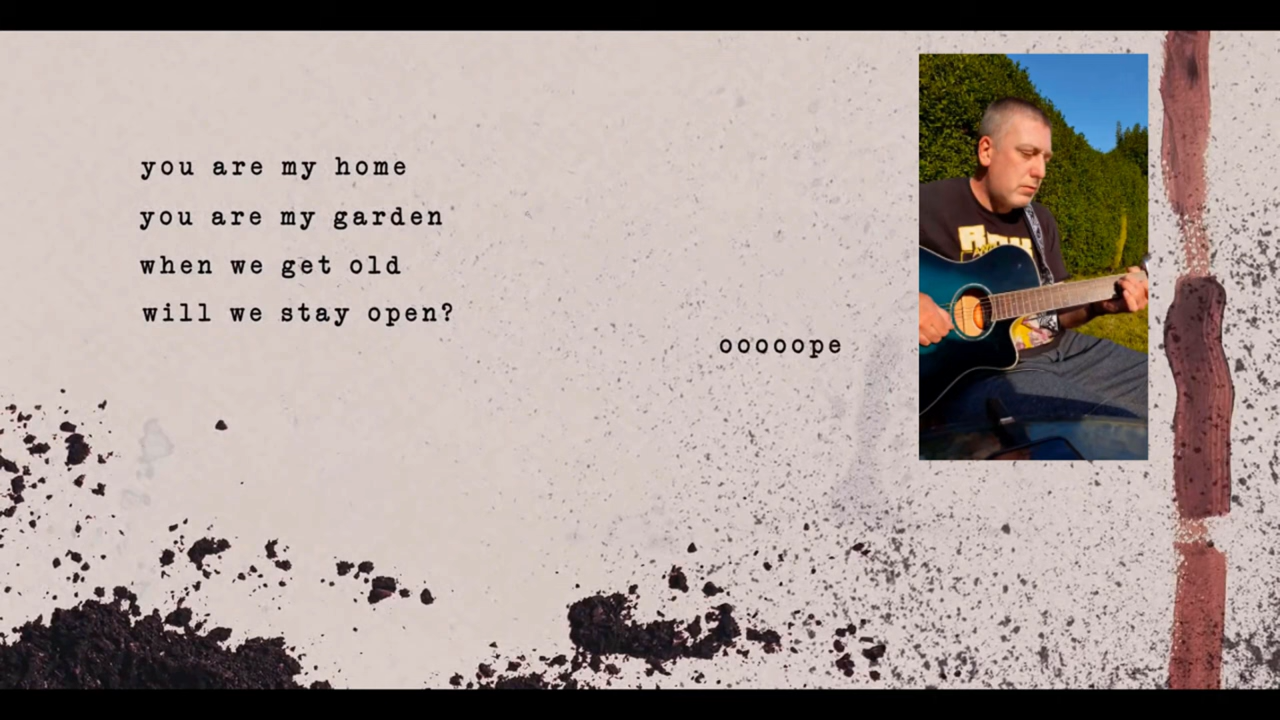 you are my home
you are my garden
when we get old
will we stay open?
ooooope